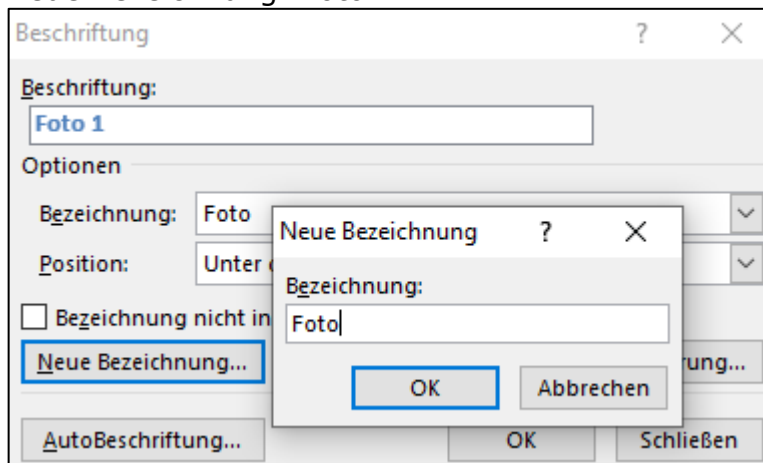 Beschriftung ? ×
Beschriftung:
Foto 1
Optionen
Bezeichnung: Foto
Position: Unter
Bezeichnung nicht in
Neue Bezeichnung...
AutoBeschriftung...
OK
Schließen
Neue Bezeichnung ? ×
Bezeichnung:
Foto
OK Abbrechen